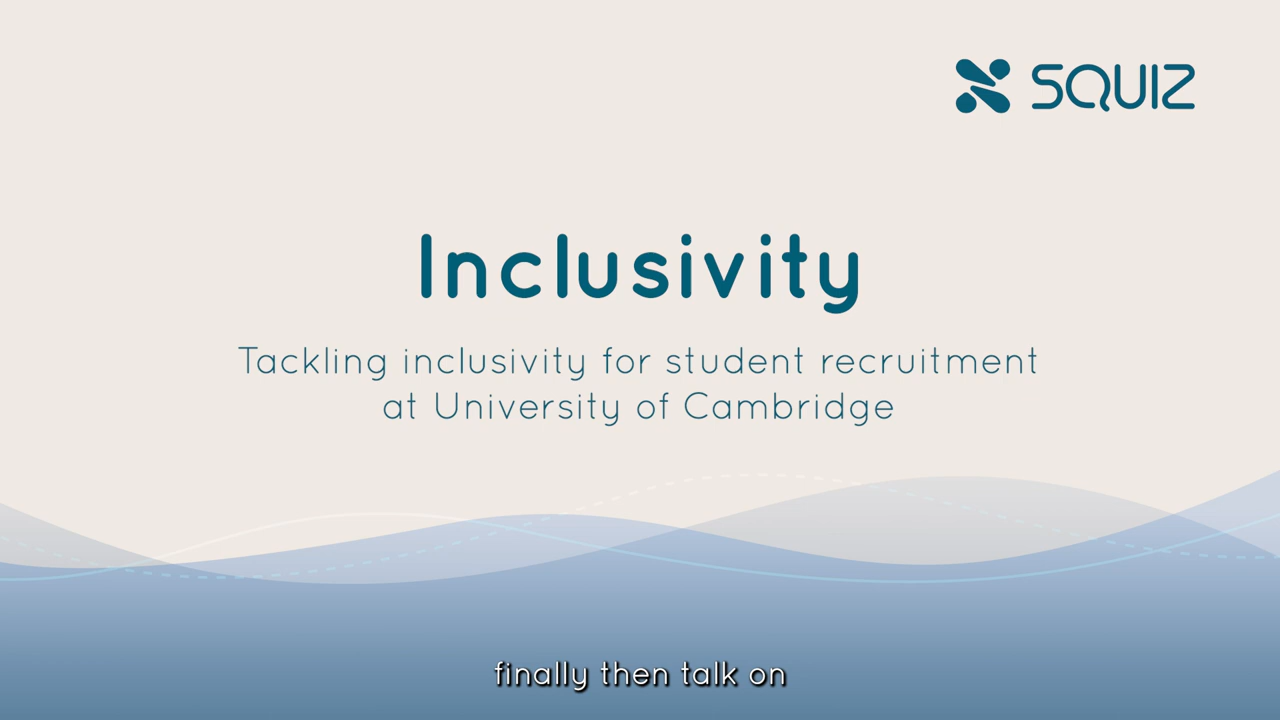 SQUIZ
Inclusivity
Tackling inclusivity for student recruitment
at University of Cambridge
finally then talk on